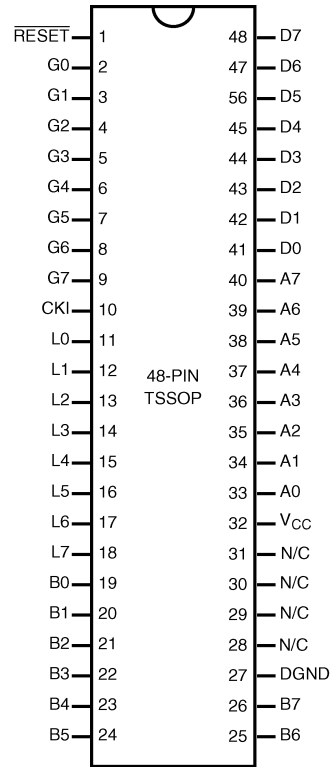 RESET 1 48 D7
G0 2 47 D6
G1 3 56 D5
G2 4 45 D4
G3 5 44 D3
G4 6 43 D2
G5 7 42 D1
G6 8 41 D0
G7 9 40 A7
CKI 10 39 A6
L0 11 38 A5
L1 12 37 A4
48-PIN
TSSOP
L2 13 36 A3
L3 14 35 A2
L4 15 34 A1
L5 16 33 A0
L6 17 32 VCC
L7 18 31 N/C
B0 19 30 N/C
B1 20 29 N/C
B2 21 28 N/C
B3 22 27 DGND
B4 23 26 B7
B5 24 25 B6